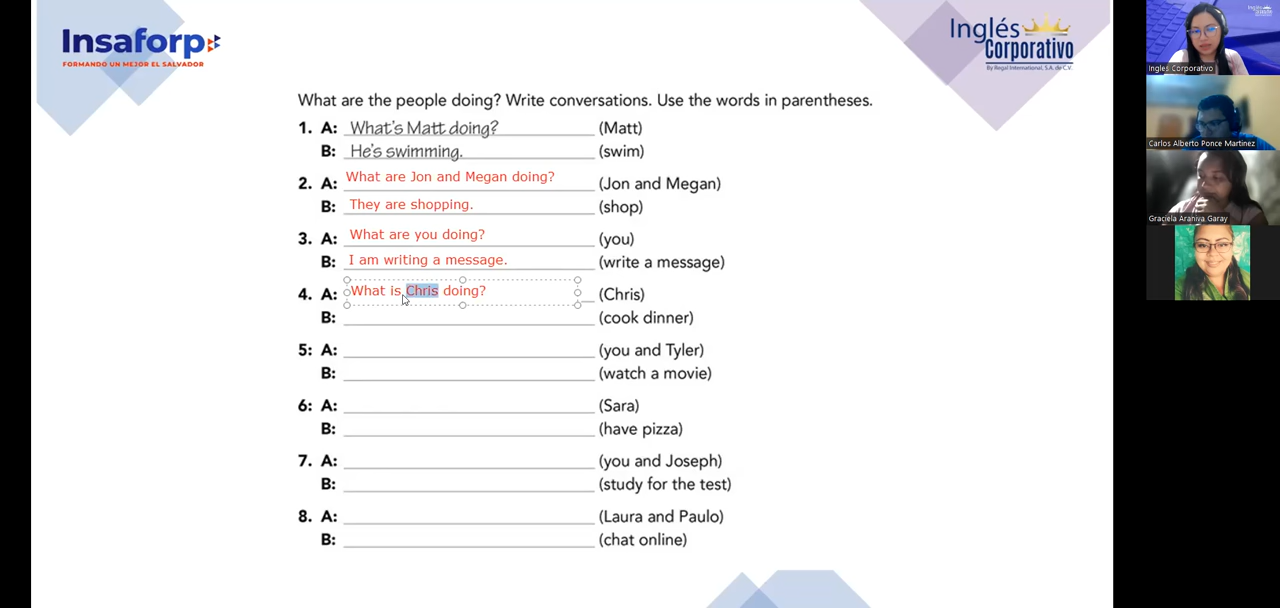 Insaforp
FORMANDO UN MEJOR EL SALVADOR
Inglés
Corporativo
By Regal International, S.A. de C.V.
What are the people doing? Write conversations. Use the words in parentheses.
1. A: What's Matt doing? (Matt)
B: He's swimming. (swim)
2. A: What are Jon and Megan doing? (Jon and Megan)
B: They are shopping. (shop)
3. A: What are you doing? (you)
B: I am writing a message. (write a message)
4. A: What is Chris doing? (Chris)
B: (cook dinner)
5: A: (you and Tyler)
B: (watch a movie)
6: A: (Sara)
B: (have pizza)
7. A: (you and Joseph)
B: (study for the test)
8. A: (Laura and Paulo)
B: (chat online)
Inglés Corporativo
Carlos Alberto Ponce Martinez
Graciela Araniva Garay